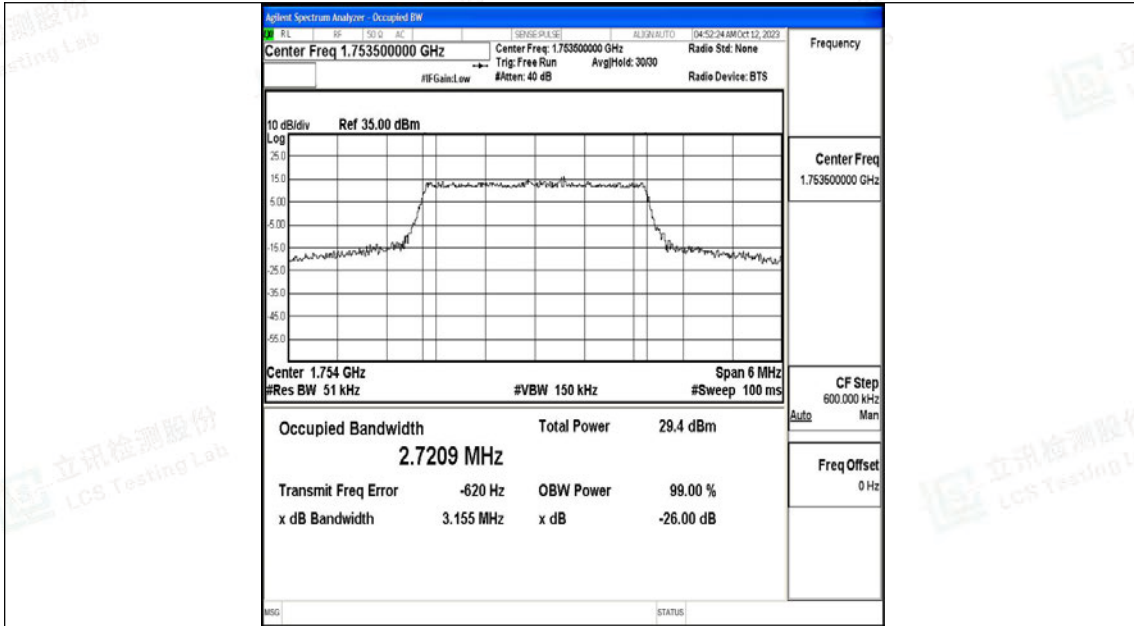 Agilent Spectrum Analyzer - Occupied BW
RL RF 50 Ω AC SENSE:PULSE ALIGNAUTO 04:52:24 AM Oct 12, 2023
Center Freq 1.753500000 GHz
Center Freq: 1.753500000 GHz
Radio Std: None
Trig: Free Run Avg|Hold: 30/30
#IFGain:Low
#Atten: 40 dB
Radio Device: BTS
Frequency
10 dB/div Ref 35.00 dBm
Log
25.0
15.0
5.00
-5.00
-15.0
-25.0
-35.0
-45.0
-55.0
Center 1.754 GHz Span 6 MHz
#Res BW 51 kHz #VBW 150 kHz #Sweep 100 ms
Center Freq
1.753500000 GHz
CF Step
600.000 kHz
Auto Man
Freq Offset
0 Hz
Occupied Bandwidth Total Power 29.4 dBm
2.7209 MHz
Transmit Freq Error -620 Hz OBW Power 99.00 %
x dB Bandwidth 3.155 MHz x dB -26.00 dB
MSG STATUS
立讯检测股份
LCS Testing Lab
立讯检测股份
LCS Testing